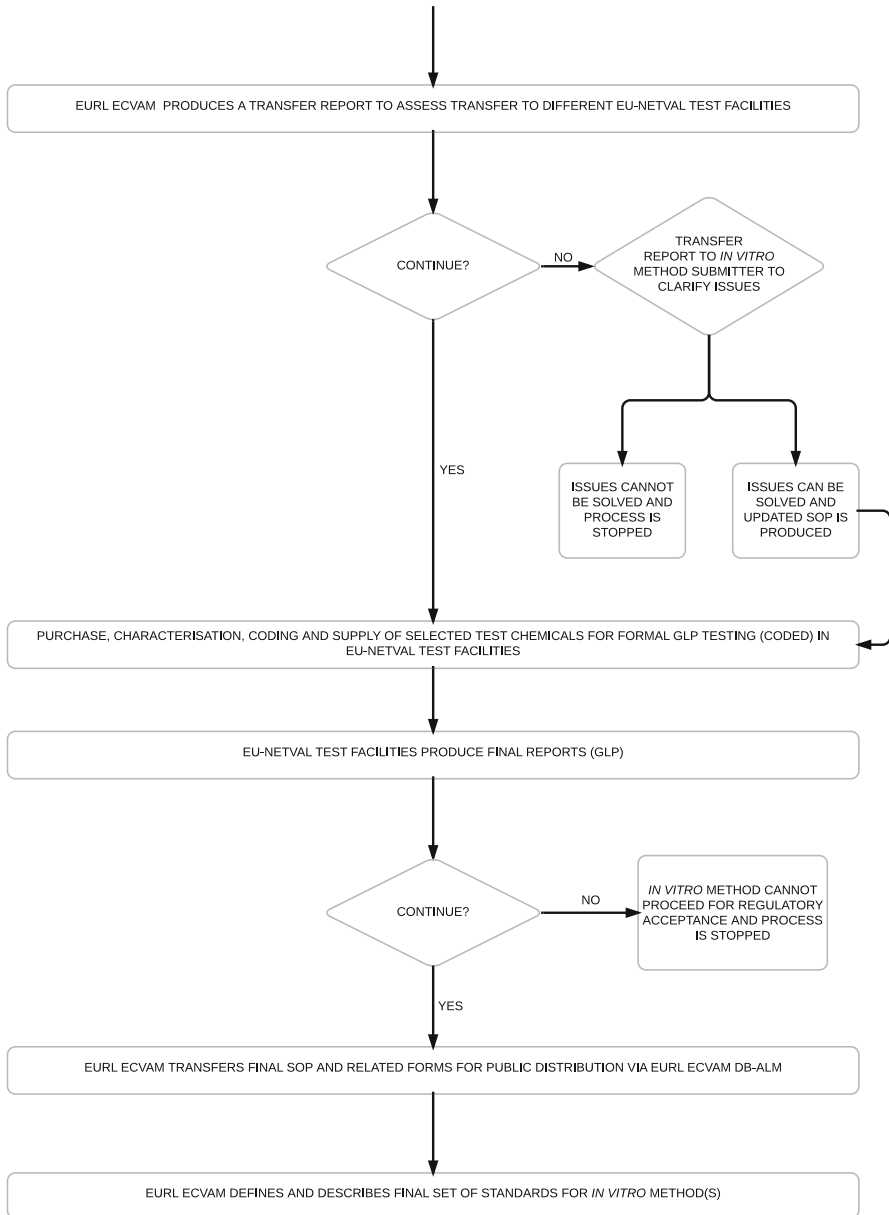 EURL ECVAM PRODUCES A TRANSFER REPORT TO ASSESS TRANSFER TO DIFFERENT EU-NETVAL TEST FACILITIES
CONTINUE?
NO
TRANSFER
REPORT TO IN VITRO
METHOD SUBMITTER TO
CLARIFY ISSUES
YES
ISSUES CANNOT
BE SOLVED AND
PROCESS IS
STOPPED
ISSUES CAN BE
SOLVED AND
UPDATED SOP IS
PRODUCED
PURCHASE, CHARACTERISATION, CODING AND SUPPLY OF SELECTED TEST CHEMICALS FOR FORMAL GLP TESTING (CODED) IN
EU-NETVAL TEST FACILITIES
EU-NETVAL TEST FACILITIES PRODUCE FINAL REPORTS (GLP)
CONTINUE?
NO
IN VITRO METHOD CANNOT
PROCEED FOR REGULATORY
ACCEPTANCE AND PROCESS
IS STOPPED
YES
EURL ECVAM TRANSFERS FINAL SOP AND RELATED FORMS FOR PUBLIC DISTRIBUTION VIA EURL ECVAM DB-ALM
EURL ECVAM DEFINES AND DESCRIBES FINAL SET OF STANDARDS FOR IN VITRO METHOD(S)